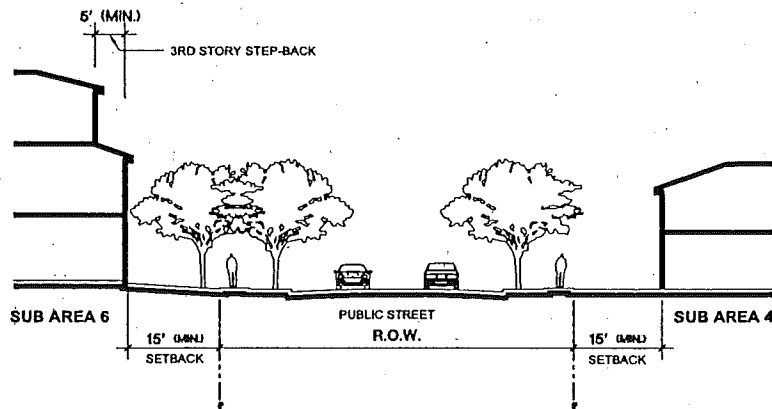 5' (MIN.)
3RD STORY STEP-BACK
SUB AREA 6
PUBLIC STREET
R.O.W.
SUB AREA 4
15' (MIN.)
SETBACK
15' (MIN.)
SETBACK